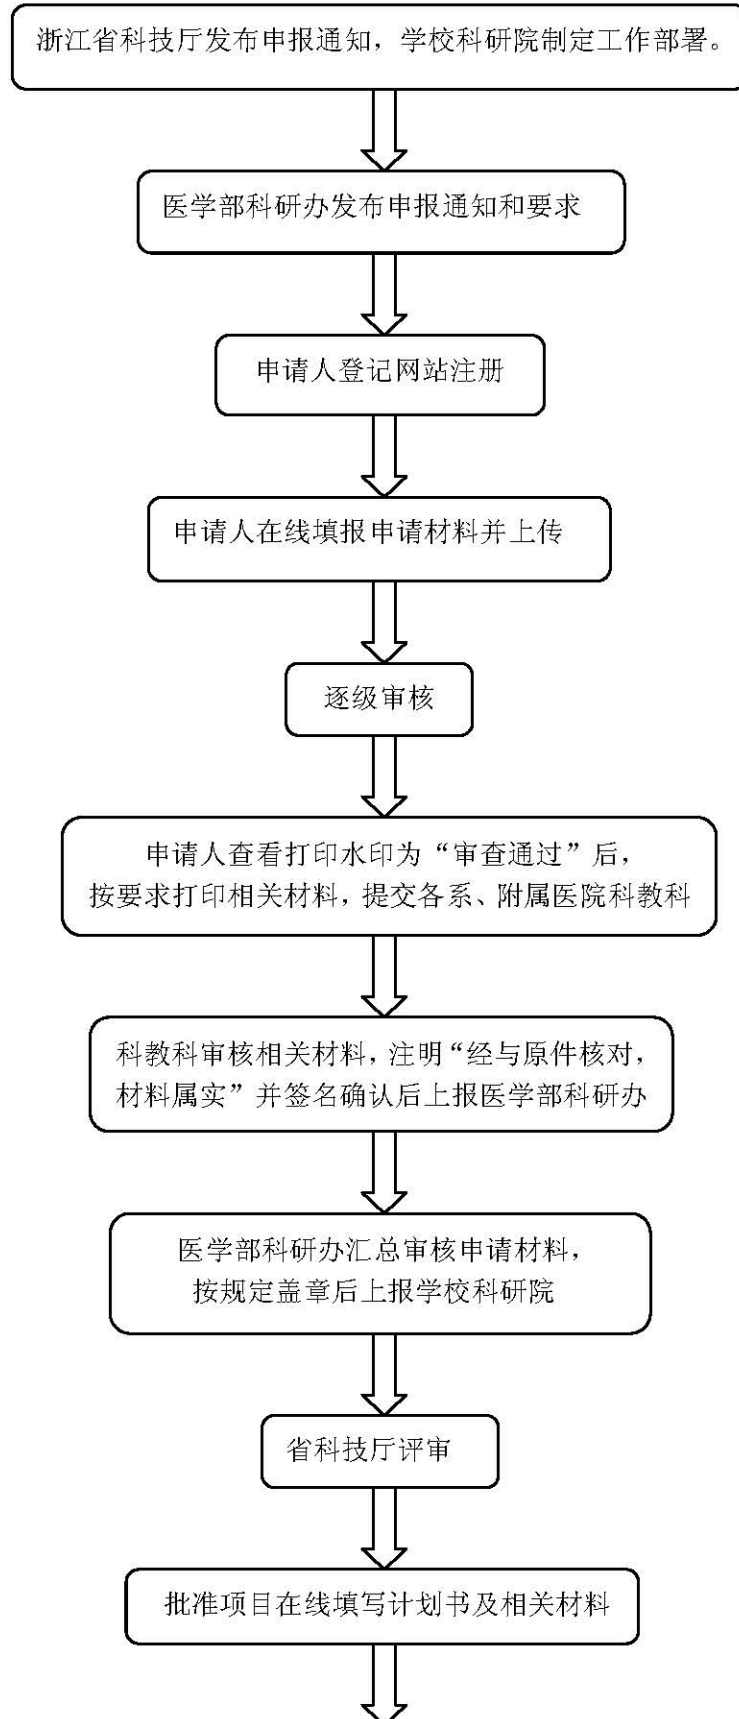 浙江省科技厅发布申报通知，学校科研院制定工作部署。
医学部科研办发布申报通知和要求
申请人登记网站注册
申请人在线填报申请材料并上传
逐级审核
申请人查看打印水印为“审查通过”后，
按要求打印相关材料，提交各系、附属医院科教科
科教科审核相关材料，注明“经与原件核对，
材料属实”并签名确认后上报医学部科研办
医学部科研办汇总审核申请材料，
按规定盖章后上报学校科研院
省科技厅评审
批准项目在线填写计划书及相关材料